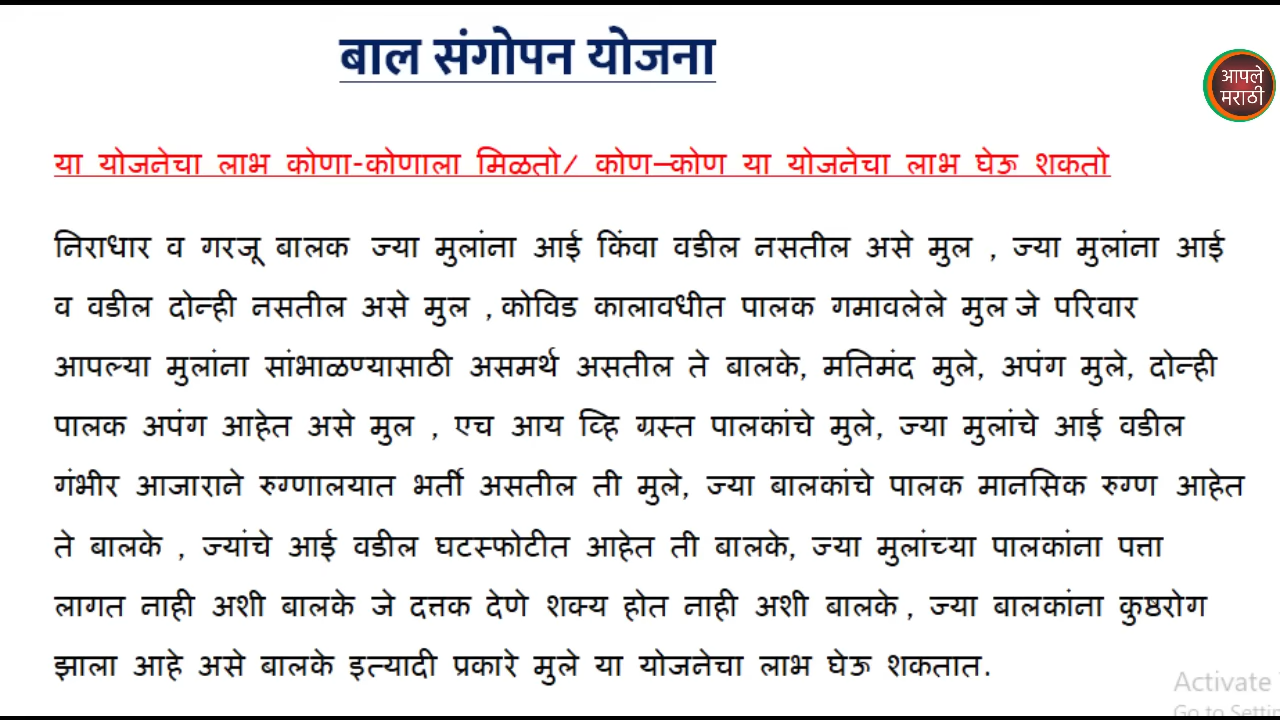 बाल संगोपन योजना
आपले
मराठी
या योजनेचा लाभ कोणा-कोणाला मिळतो/ कोण–कोण या योजनेचा लाभ घेऊ शकतो
निराधार व गरजू बालक ज्या मुलांना आई किंवा वडील नसतील असे मुल , ज्या मुलांना आई
व वडील दोन्ही नसतील असे मुल ,कोविड कालावधीत पालक गमावलेले मुल जे परिवार
आपल्या मुलांना सांभाळण्यासाठी असमर्थ असतील ते बालके, मतिमंद मुले, अपंग मुले, दोन्ही
पालक अपंग आहेत असे मुल , एच आय व्हि ग्रस्त पालकांचे मुले, ज्या मुलांचे आई वडील
गंभीर आजाराने रुग्णालयात भर्ती असतील ती मुले, ज्या बालकांचे पालक मानसिक रुग्ण आहेत
ते बालके , ज्यांचे आई वडील घटस्फोटीत आहेत ती बालके, ज्या मुलांच्या पालकांना पत्ता
लागत नाही अशी बालके जे दत्तक देणे शक्य होत नाही अशी बालके , ज्या बालकांना कुष्ठरोग
झाला आहे असे बालके इत्यादी प्रकारे मुले या योजनेचा लाभ घेऊ शकतात.
Activate
Go to